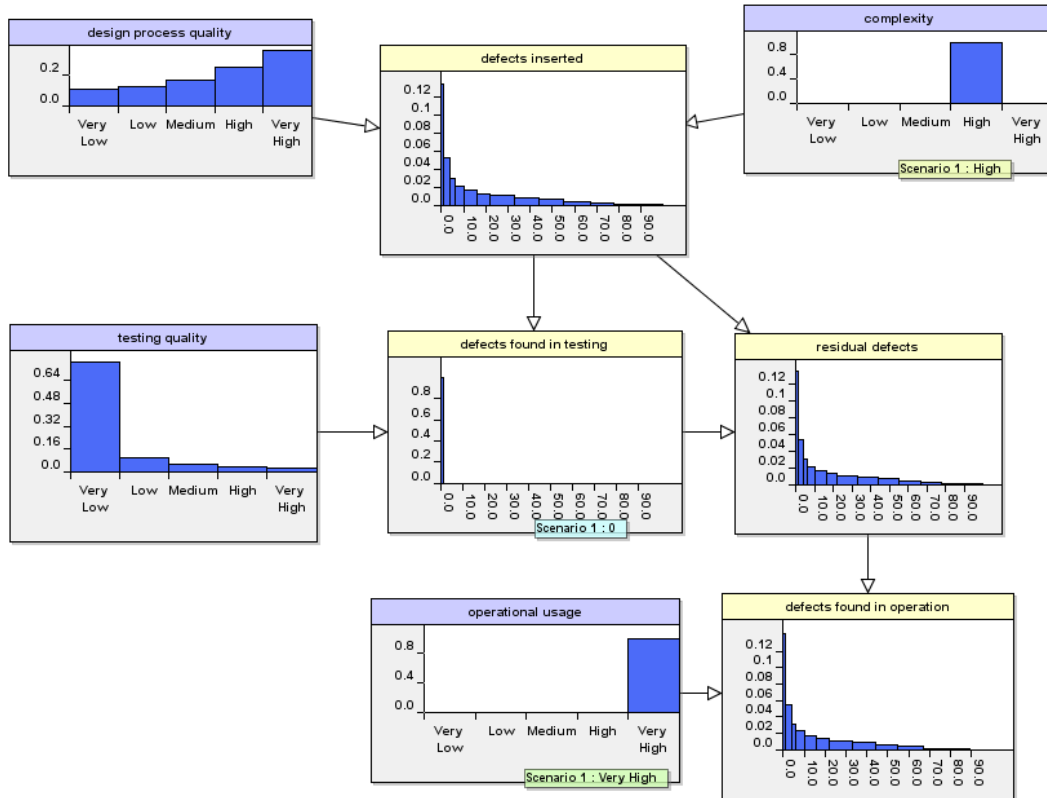 design process quality
0.2
0.0
Very Low
Low
Medium
High
Very High
defects inserted
0.12
0.1
0.08
0.06
0.04
0.02
0.0
0.0
10.0
20.0
30.0
40.0
50.0
60.0
70.0
80.0
90.0
complexity
0.8
0.4
0.0
Very Low
Low
Medium
High
Very High
Scenario 1 : High
testing quality
0.64
0.48
0.32
0.16
0.0
Very Low
Low
Medium
High
Very High
defects found in testing
0.8
0.6
0.4
0.2
0.0
0.0
10.0
20.0
30.0
40.0
50.0
60.0
70.0
80.0
90.0
Scenario 1 : 0
residual defects
0.12
0.1
0.08
0.06
0.04
0.02
0.0
0.0
10.0
20.0
30.0
40.0
50.0
60.0
70.0
80.0
90.0
operational usage
0.8
0.4
0.0
Very Low
Low
Medium
High
Very High
Scenario 1 : Very High
defects found in operation
0.12
0.1
0.08
0.06
0.04
0.02
0.0
0.0
10.0
20.0
30.0
40.0
50.0
60.0
70.0
80.0
90.0